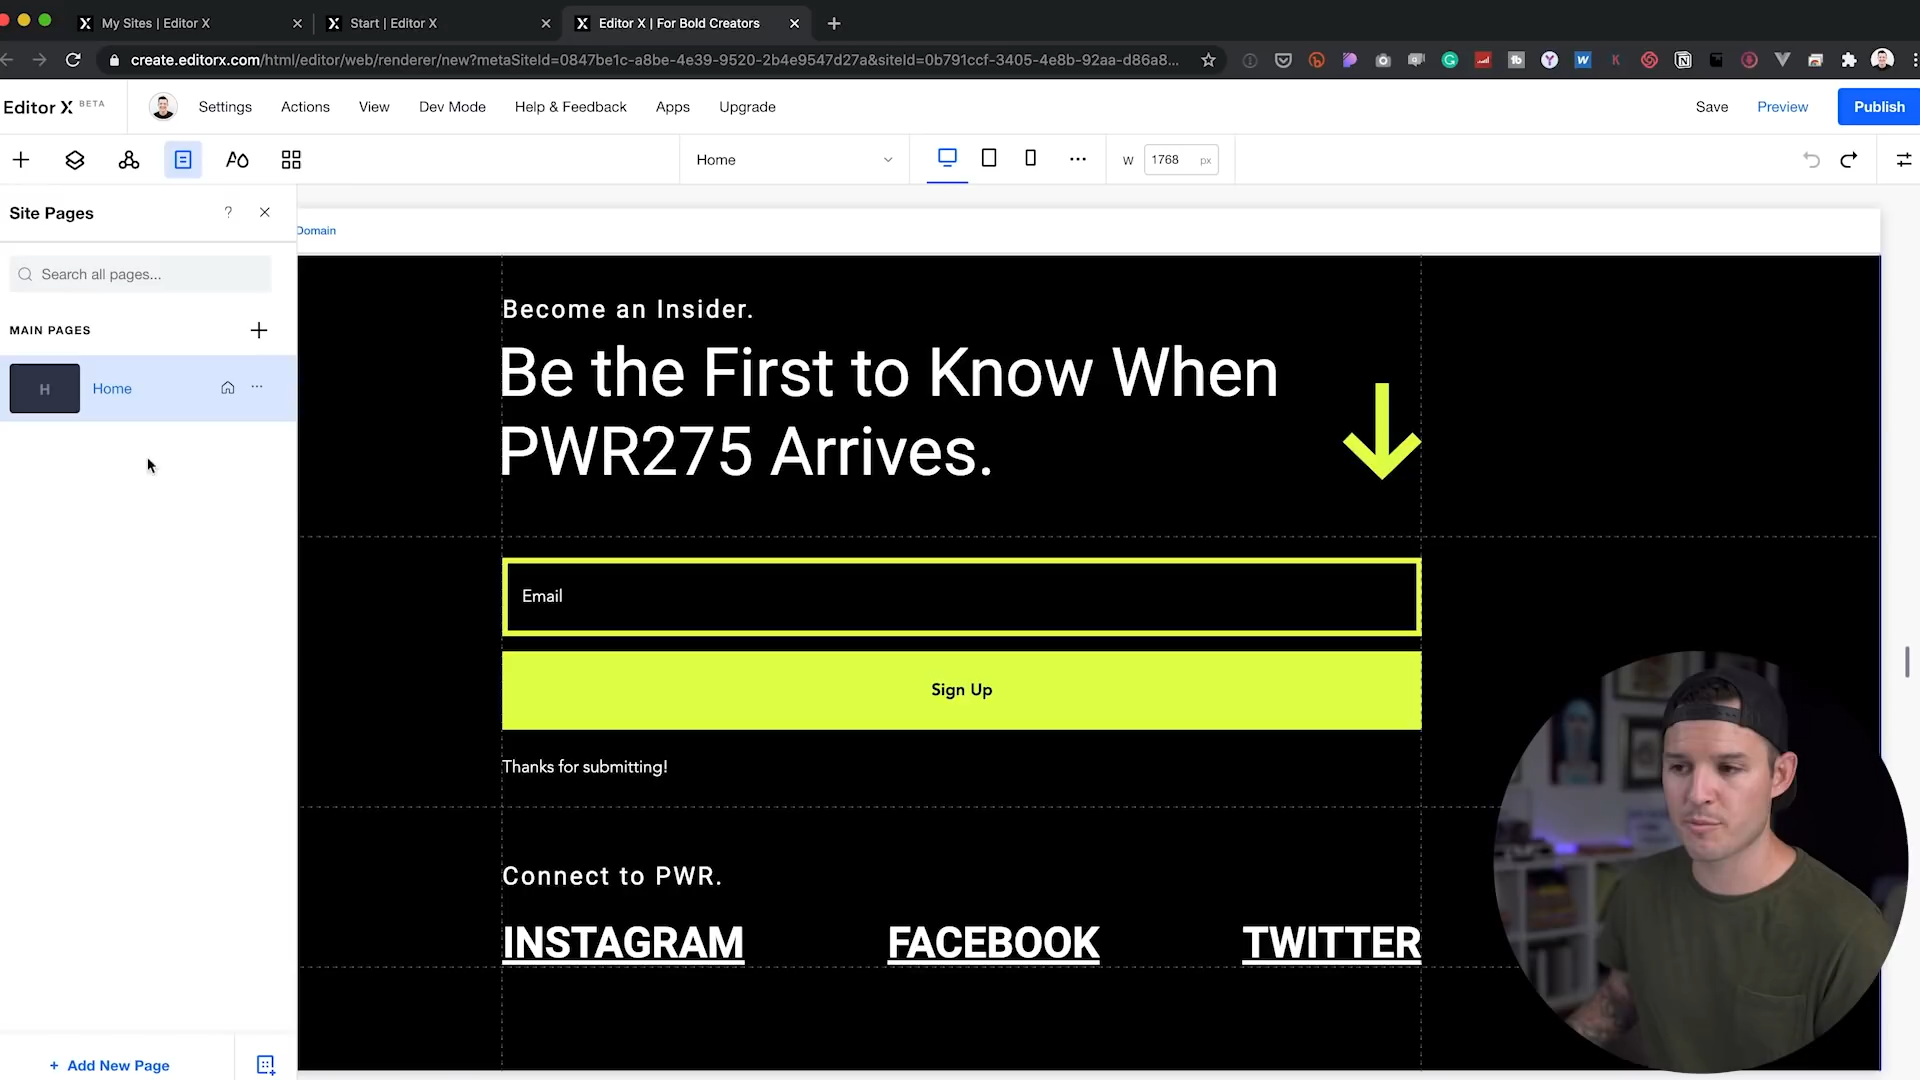 My Sites | Editor X
Start | Editor X
Editor X | For Bold Creators
create.editorx.com/html/editor/web/renderer/new?metaSiteId=0847be1c-a8be-4e39-9520-2b4e9547d27a&siteId=0b791ccf-3405-4e8b-92aa-d86a8...
Editor X BETA
Settings
Actions
View
Dev Mode
Help & Feedback
Apps
Upgrade
Save
Preview
Publish
Home
W 1768 px
Site Pages
?
Domain
Search all pages...
MAIN PAGES
H
Home
Become an Insider.
Be the First to Know When
PWR275 Arrives.
Email
Sign Up
Thanks for submitting!
Connect to PWR.
INSTAGRAM
FACEBOOK
TWITTER
+ Add New Page